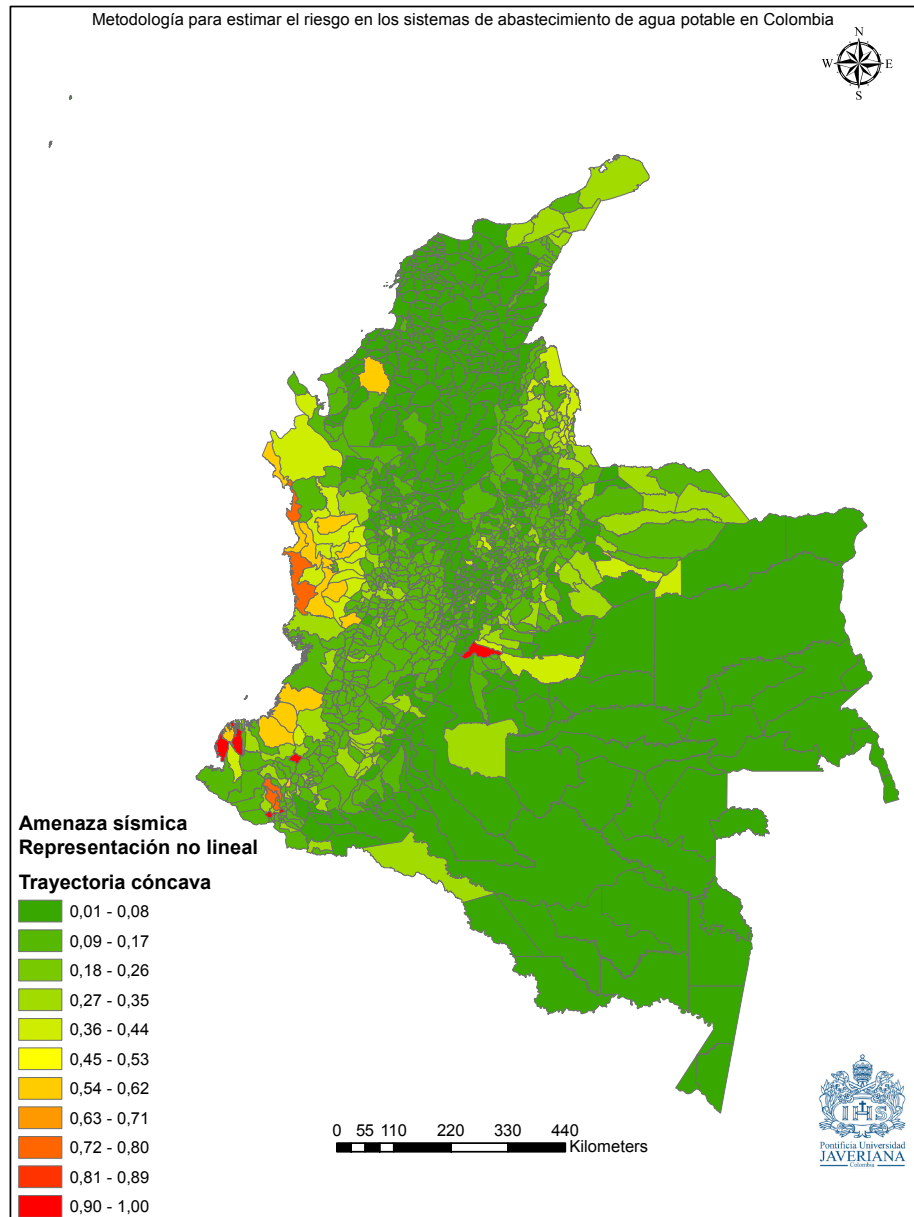 Metodología para estimar el riesgo en los sistemas de abastecimiento de agua potable en Colombia
N
W E
S
Amenaza sísmica
Representación no lineal
Trayectoria cóncava
0,01 - 0,08
0,09 - 0,17
0,18 - 0,26
0,27 - 0,35
0,36 - 0,44
0,45 - 0,53
0,54 - 0,62
0,63 - 0,71
0,72 - 0,80
0,81 - 0,89
0,90 - 1,00
0 55 110 220 330 440
Kilometers
IHS
Pontificia Universidad
JAVERIANA
Colombia